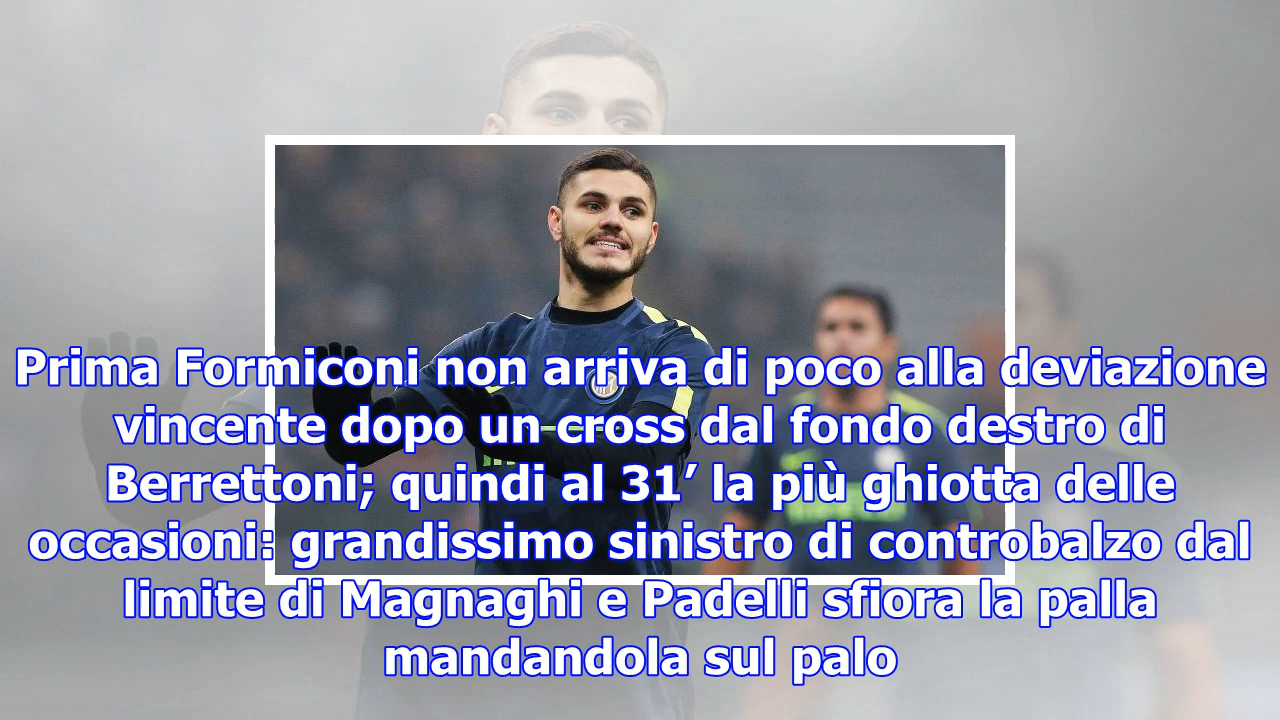 Prima Formiconi non arriva di poco alla deviazione
vincente dopo un cross dal fondo destro di
Berrettoni; quindi al 31’ la più ghiotta delle
occasioni: grandissimo sinistro di controbalzo dal
limite di Magnaghi e Padelli sfiora la palla
mandandola sul palo